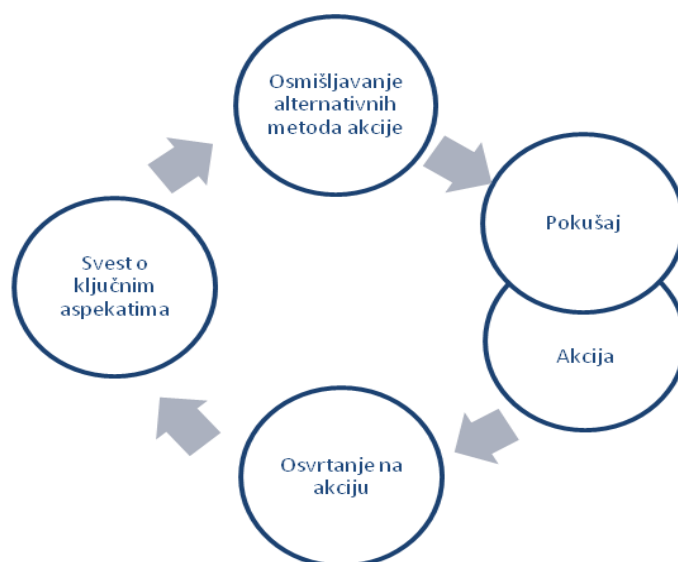 Osmišljavanje
alternativnih
metoda akcije
Pokušaj
Akcija
Osvrtanje na
akciju
Svest o
ključnim
aspekatima